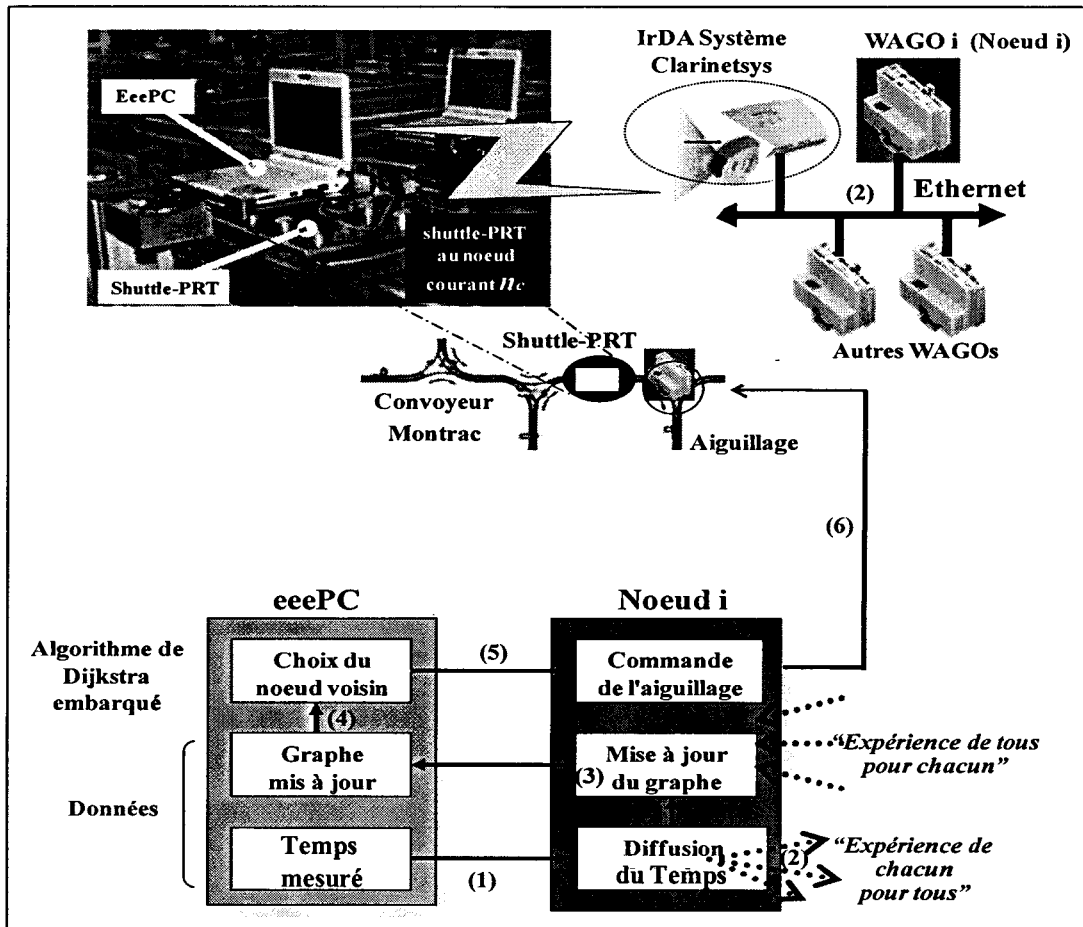 IrDA Système
Clarinetsys
WAGO i (Noeud i)
EeePC
(2)
Ethernet
shuttle-PRT
au noeud
courant nc
Shuttle-PRT
Autres WAGOs
Shuttle-PRT
Convoyeur
Montrac
Aiguillage
(6)
eeePC
Noeud i
Algorithme de
Dijkstra
embarqué
Choix du
noeud voisin
(5)
Commande
de l'aiguillage
(4)
Graphe
mis à jour
(3)
Mise à jour
du graphe
“Expérience de tous
pour chacun”
Données
Temps
mesuré
(1)
Diffusion
du Temps
(2)
“Expérience de
chacun
pour tous”